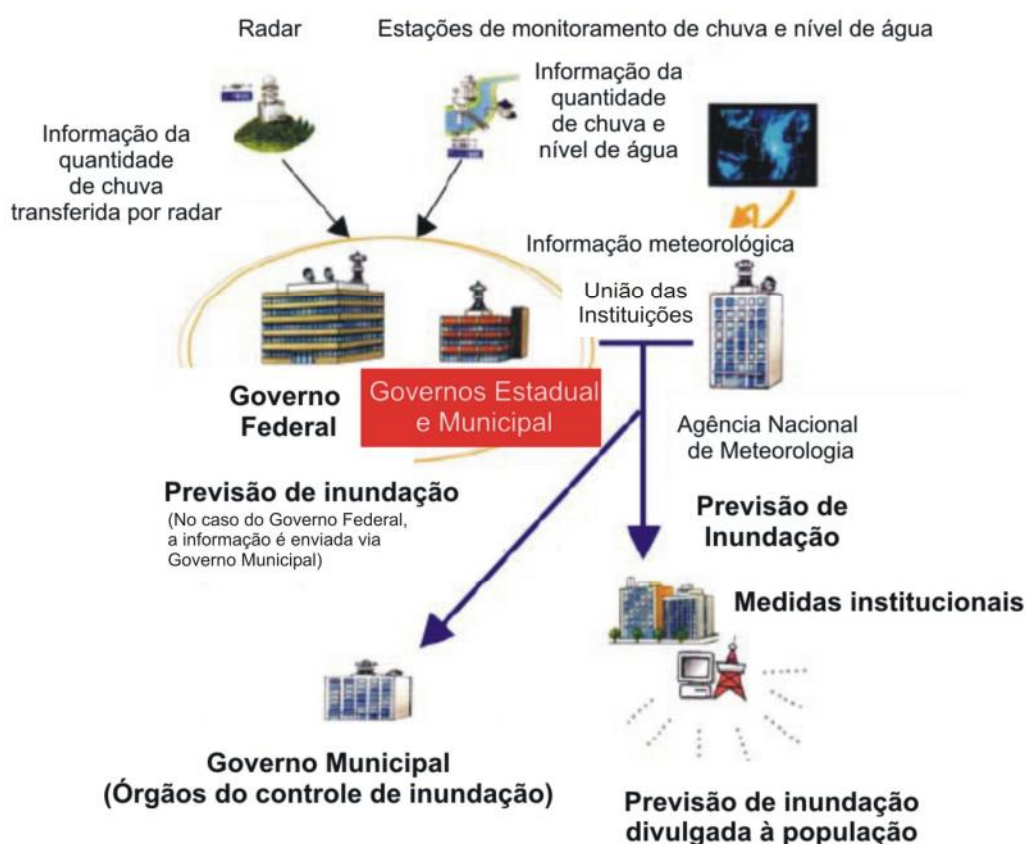 Radar
Estações de monitoramento de chuva e nível de água
Informação da
quantidade
de chuva
transferida por radar
Informação da
quantidade
de chuva e
nível de água
Informação meteorológica
União das
Instituições
Governo
Federal
Governos Estadual
e Municipal
Agência Nacional
de Meteorologia
Previsão de inundação
(No caso do Governo Federal,
a informação é enviada via
Governo Municipal)
Previsão de
Inundação
Medidas institucionais
Governo Municipal
(Órgãos do controle de inundação)
Previsão de inundação
divulgada à população